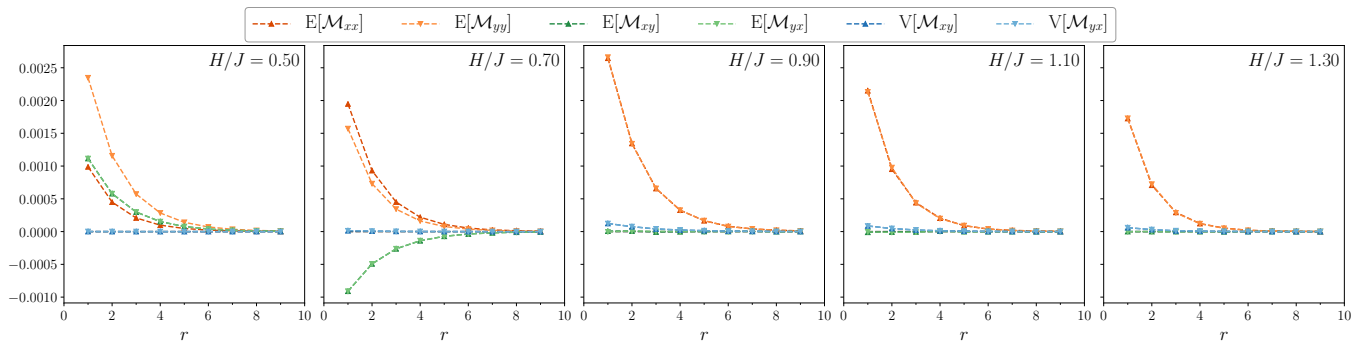 E[𝓜xx] E[𝓜yy] E[𝓜xy] E[𝓜yx] V[𝓜xy] V[𝓜yx]
H/J = 0.50 H/J = 0.70 H/J = 0.90 H/J = 1.10 H/J = 1.30
0.0025
0.0020
0.0015
0.0010
0.0005
0.0000
−0.0005
−0.0010
0 2 4 6 8 10 0 2 4 6 8 10 0 2 4 6 8 10 0 2 4 6 8 10 0 2 4 6 8 10
r r r r r